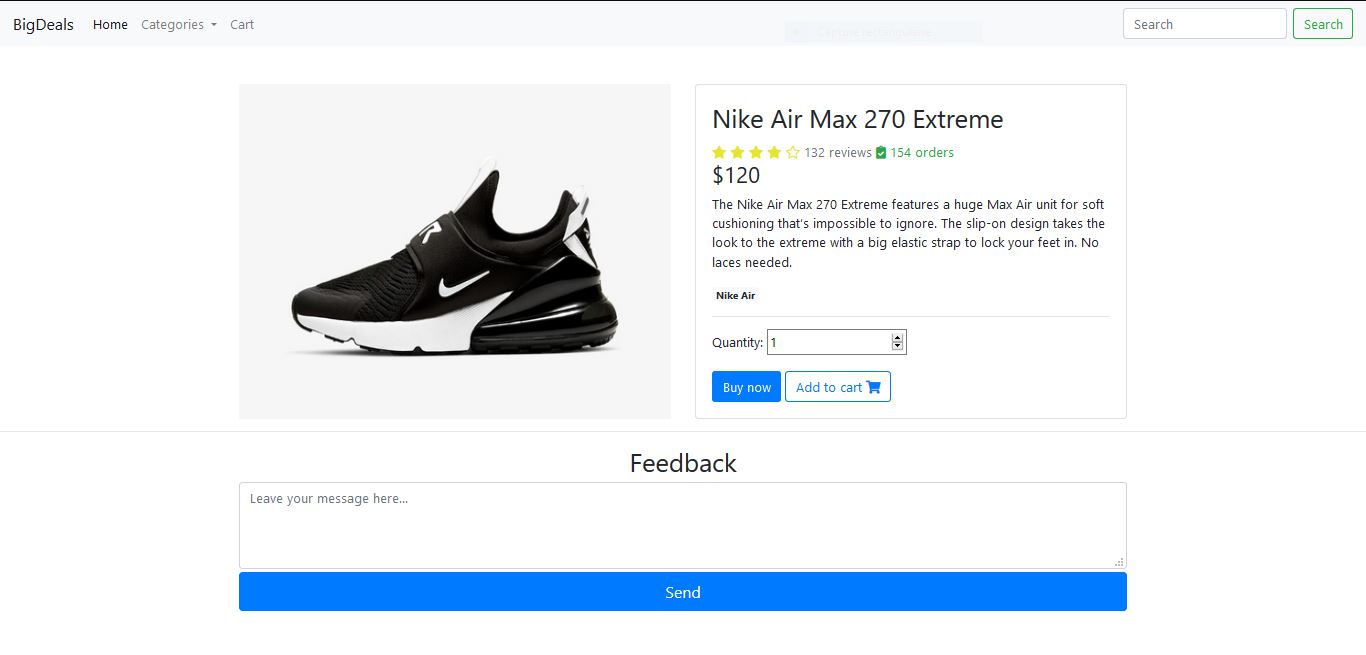 BigDeals Home Categories Cart Search Search
Capture rectangulaire
Nike Air Max 270 Extreme
132 reviews 154 orders
$120
The Nike Air Max 270 Extreme features a huge Max Air unit for soft
cushioning that's impossible to ignore. The slip-on design takes the
look to the extreme with a big elastic strap to lock your feet in. No
laces needed.
Nike Air
Quantity: 1
Buy now Add to cart
Feedback
Leave your message here...
Send